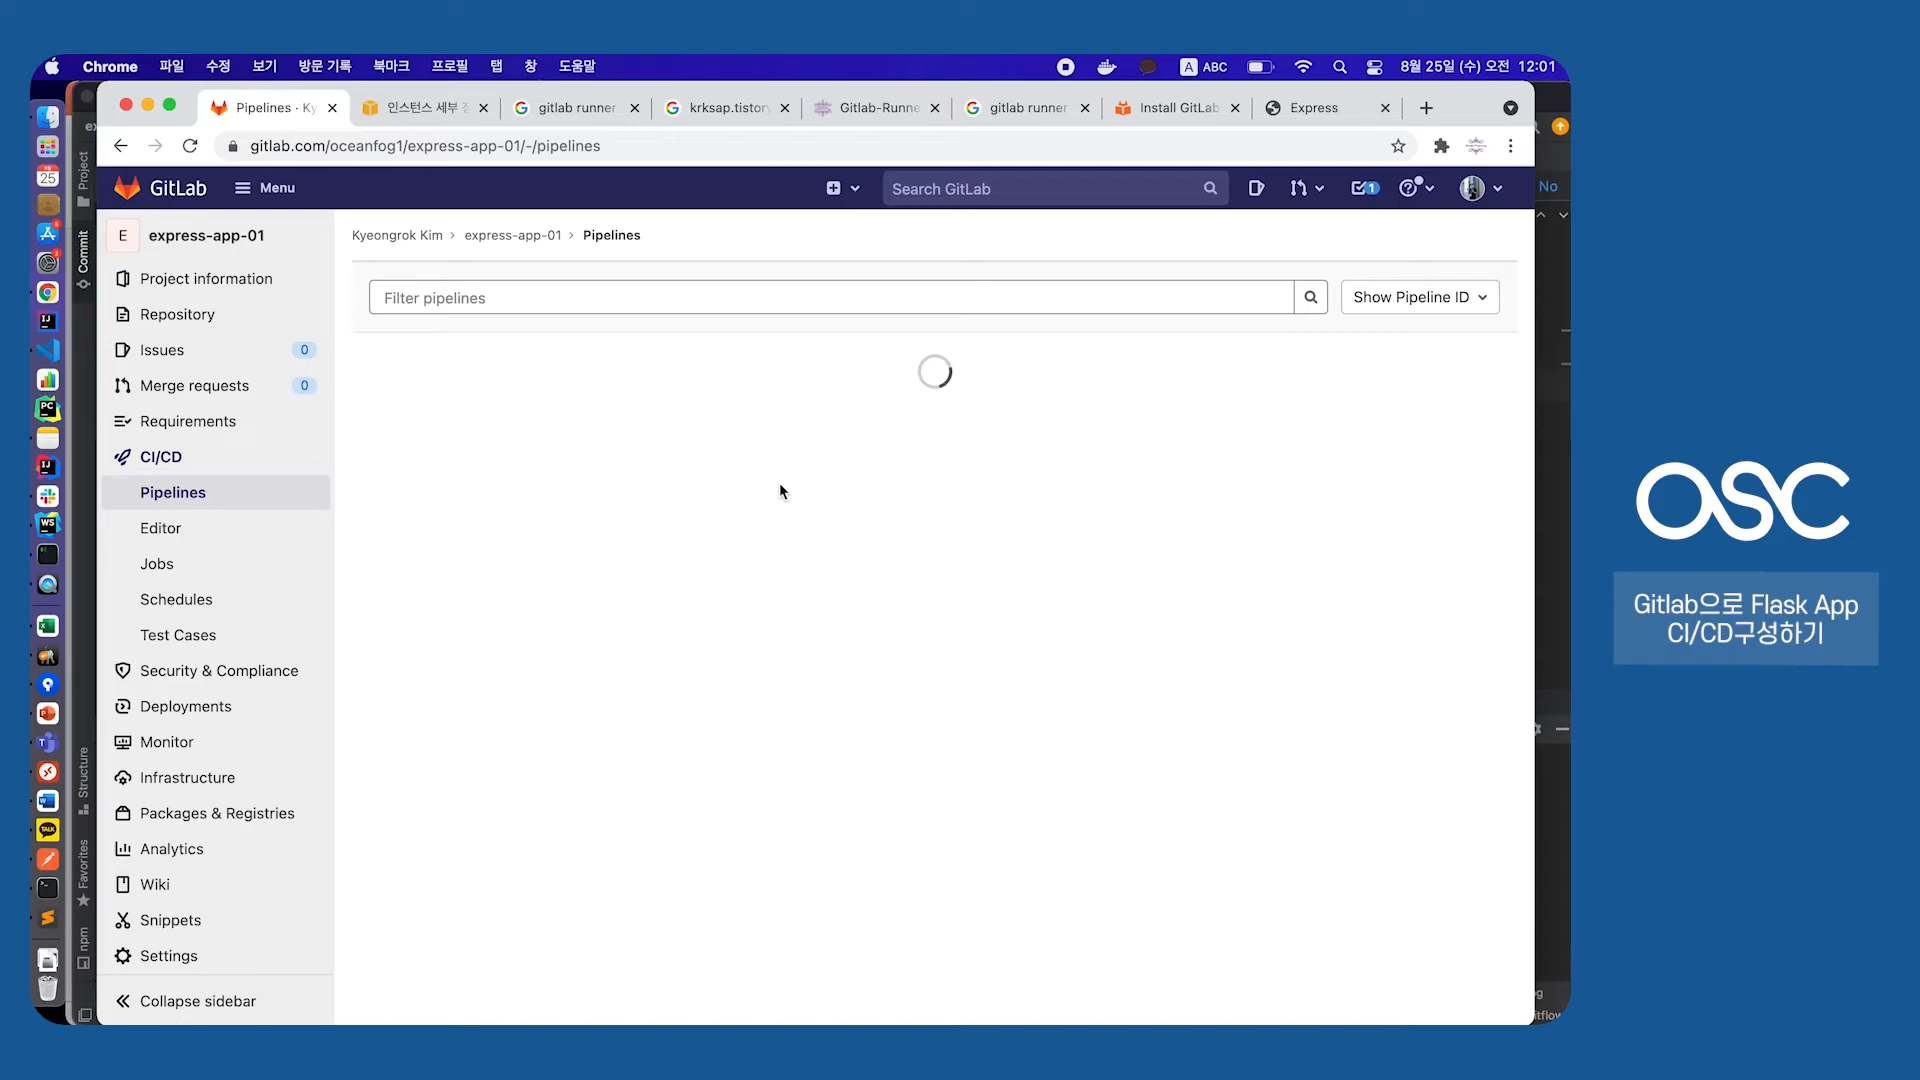 Chrome 파일 수정 보기 방문 기록 북마크 프로필 탭 창 도움말 A ABC 8월 25일 (수) 오전 12:01
Pipelines · Ky 인스턴스 세부 gitlab runner krksap.tistory Gitlab-Runne gitlab runner Install GitLab Express
gitlab.com/oceanfog1/express-app-01/-/pipelines
GitLab Menu Search GitLab 1
E express-app-01
Kyeongrok Kim › express-app-01 › Pipelines
Filter pipelines Show Pipeline ID
Project information
Repository
Issues 0
Merge requests 0
Requirements
CI/CD
Pipelines
Editor
Jobs
Schedules
Test Cases
Security & Compliance
Deployments
Monitor
Infrastructure
Packages & Registries
Analytics
Wiki
Snippets
Settings
Collapse sidebar
Project
Commit
Structure
Favorites
npm
25
No
OSC
Gitlab으로 Flask App
CI/CD구성하기